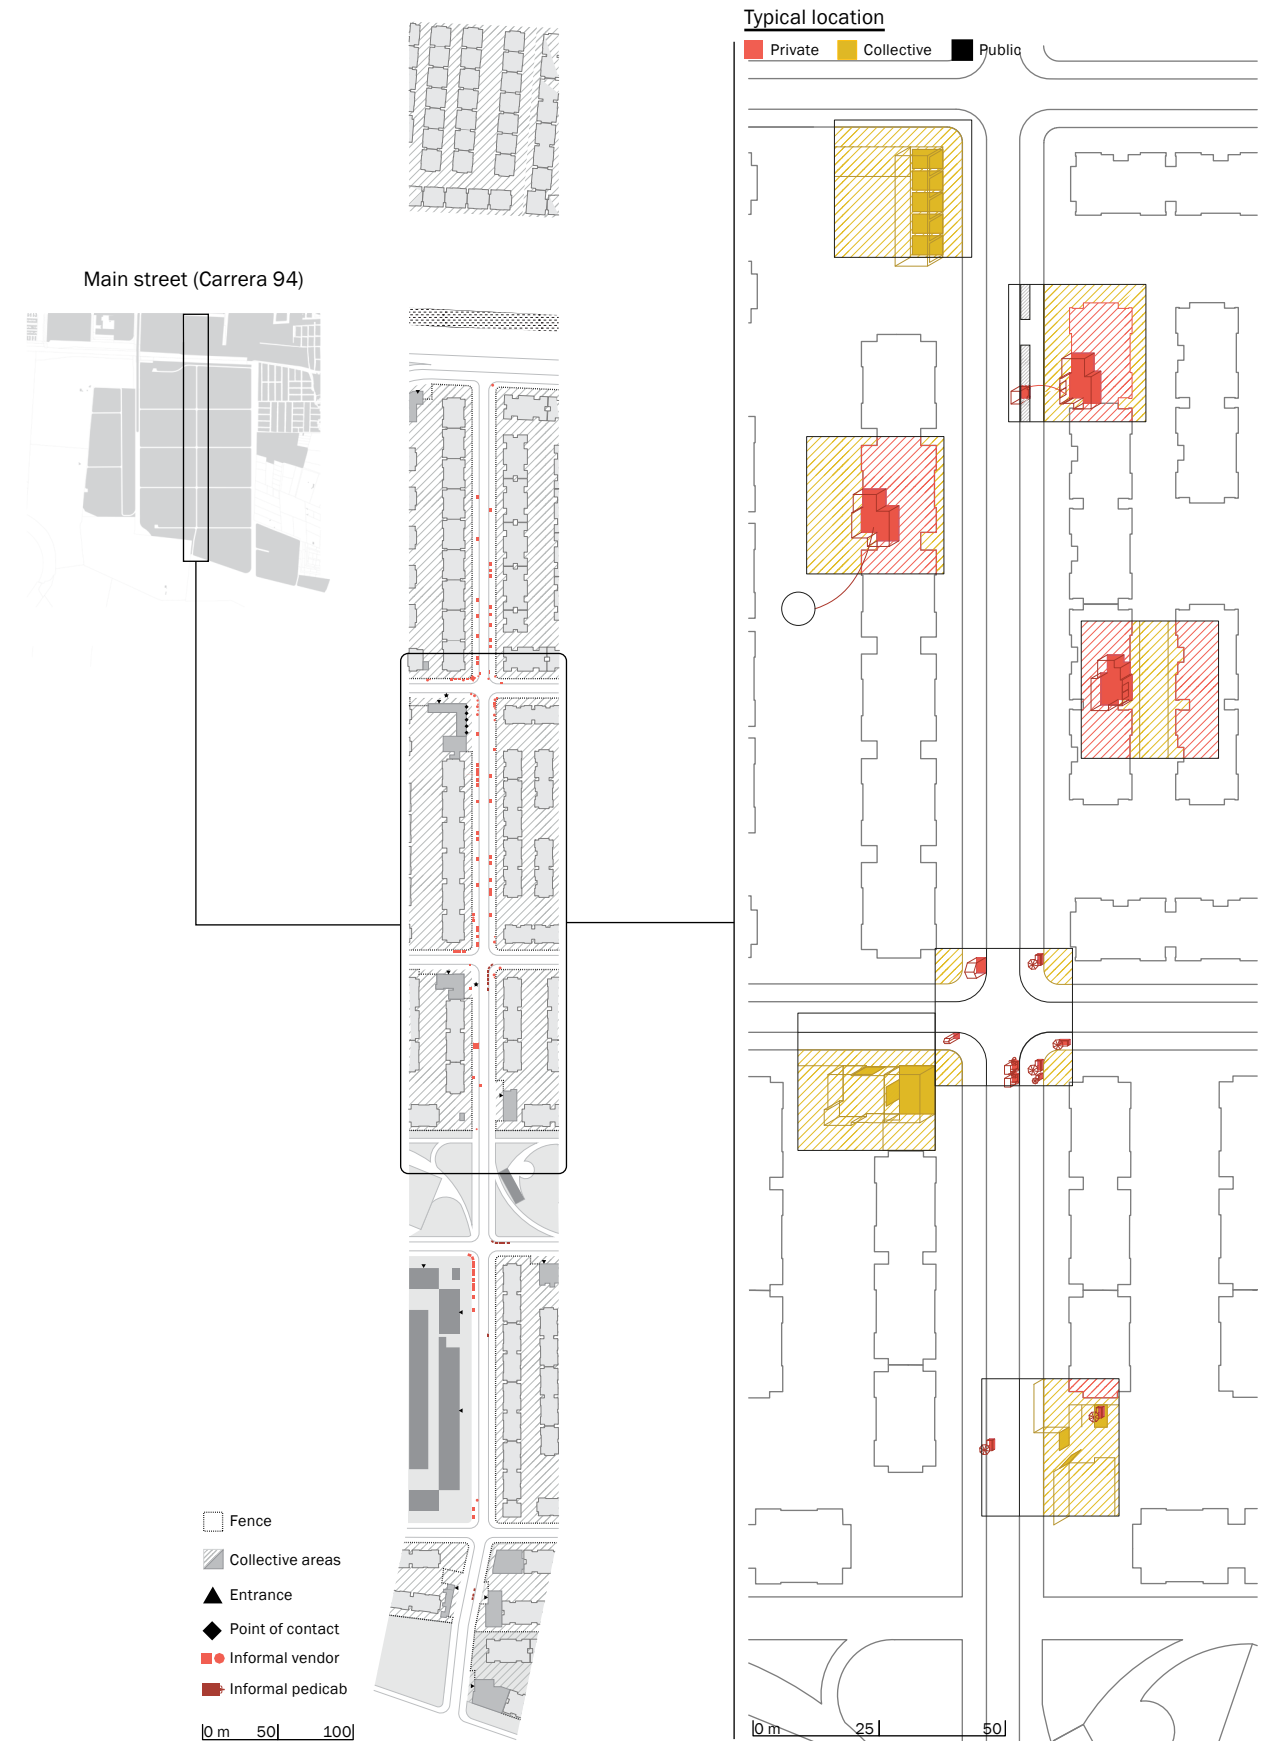 Typical location
Private Collective Public
Main street (Carrera 94)
Fence
Collective areas
Entrance
Point of contact
Informal vendor
Informal pedicab
0 m 50 100
0 m 25 50